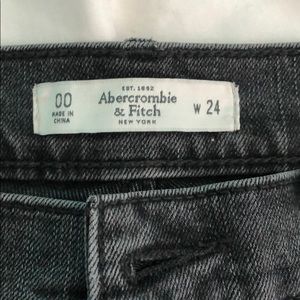 EST. 1892
00
MADE IN
CHINA
Abercrombie
& Fitch
NEW YORK
W 24